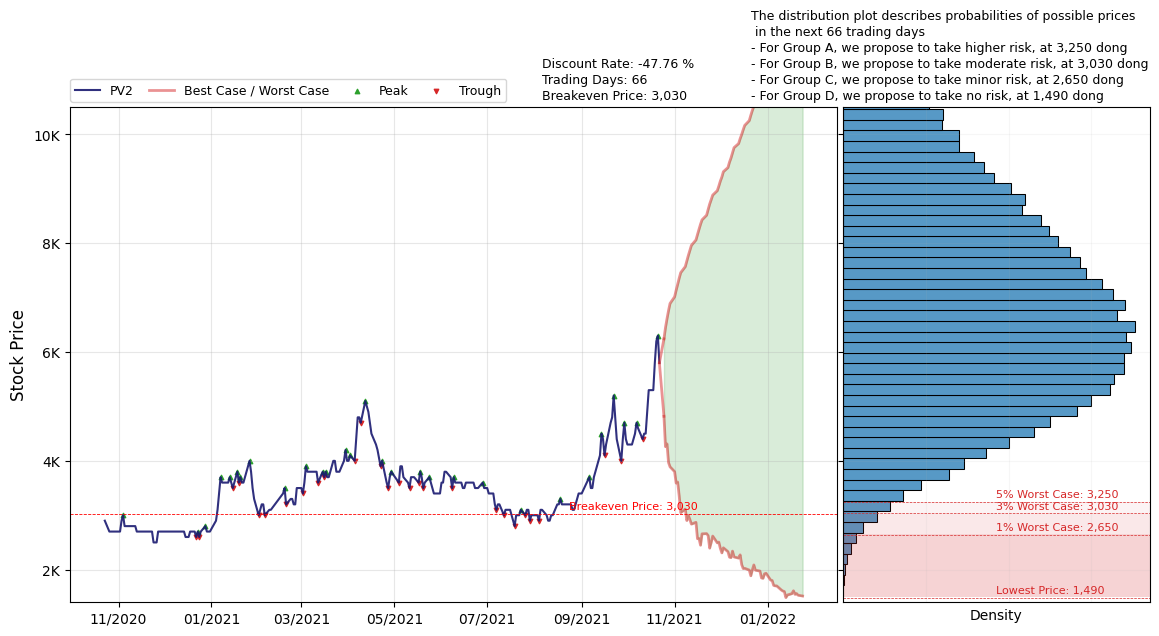 The distribution plot describes probabilities of possible prices
in the next 66 trading days
- For Group A, we propose to take higher risk, at 3,250 dong
- For Group B, we propose to take moderate risk, at 3,030 dong
- For Group C, we propose to take minor risk, at 2,650 dong
- For Group D, we propose to take no risk, at 1,490 dong
Discount Rate: -47.76 %
Trading Days: 66
Breakeven Price: 3,030
PV2
Best Case / Worst Case
Peak
Trough
Stock Price
10K
8K
6K
4K
2K
Breakeven Price: 3,030
11/2020
01/2021
03/2021
05/2021
07/2021
09/2021
11/2021
01/2022
5% Worst Case: 3,250
3% Worst Case: 3,030
1% Worst Case: 2,650
Lowest Price: 1,490
Density